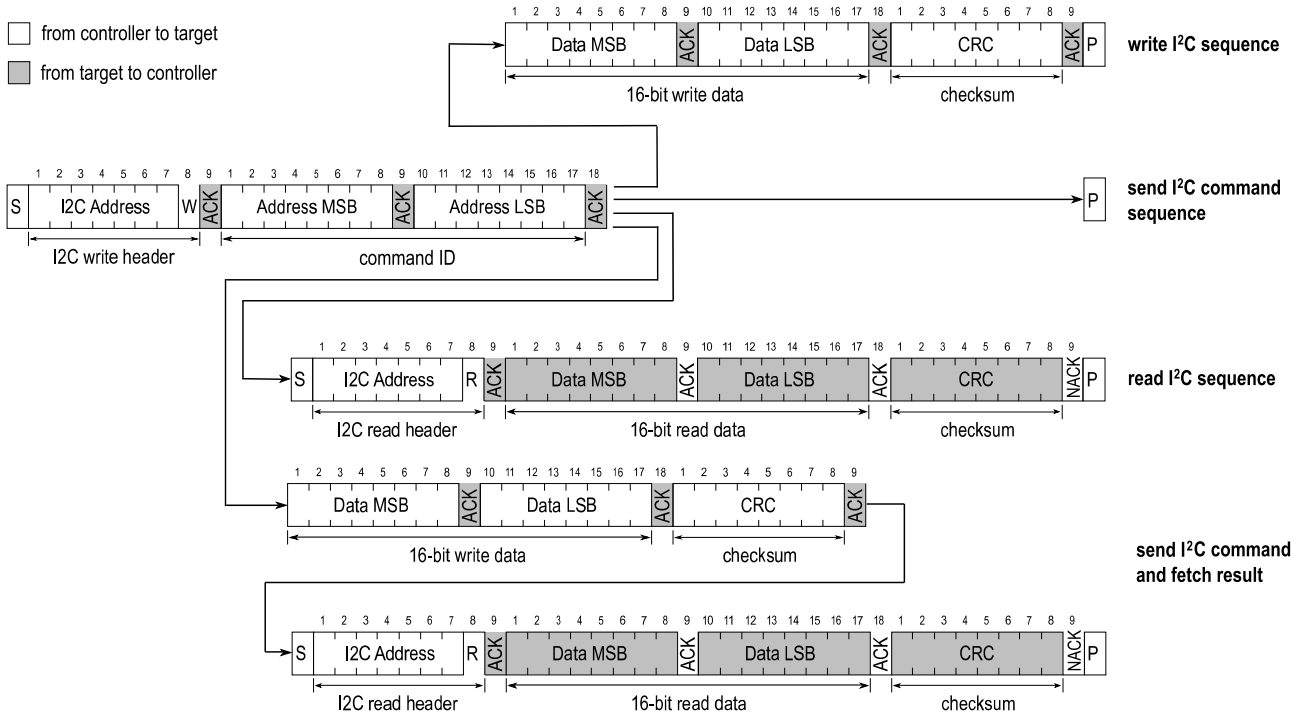 from controller to target
from target to controller
1 2 3 4 5 6 7 8 9 10 11 12 13 14 15 16 17 18 1 2 3 4 5 6 7 8 9
Data MSB ACK Data LSB ACK CRC ACK P
write I²C sequence
16-bit write data
checksum
1 2 3 4 5 6 7 8 9 1 2 3 4 5 6 7 8 9 10 11 12 13 14 15 16 17 18
S I2C Address W ACK Address MSB ACK Address LSB ACK
P
send I²C command
sequence
I2C write header
command ID
1 2 3 4 5 6 7 8 9 1 2 3 4 5 6 7 8 9 10 11 12 13 14 15 16 17 18 1 2 3 4 5 6 7 8 9
S I2C Address R ACK Data MSB ACK Data LSB ACK CRC NACK P
read I²C sequence
I2C read header
16-bit read data
checksum
1 2 3 4 5 6 7 8 9 10 11 12 13 14 15 16 17 18 1 2 3 4 5 6 7 8 9
Data MSB ACK Data LSB ACK CRC ACK
16-bit write data
checksum
send I²C command
and fetch result
1 2 3 4 5 6 7 8 9 1 2 3 4 5 6 7 8 9 10 11 12 13 14 15 16 17 18 1 2 3 4 5 6 7 8 9
S I2C Address R ACK Data MSB ACK Data LSB ACK CRC NACK P
I2C read header
16-bit read data
checksum